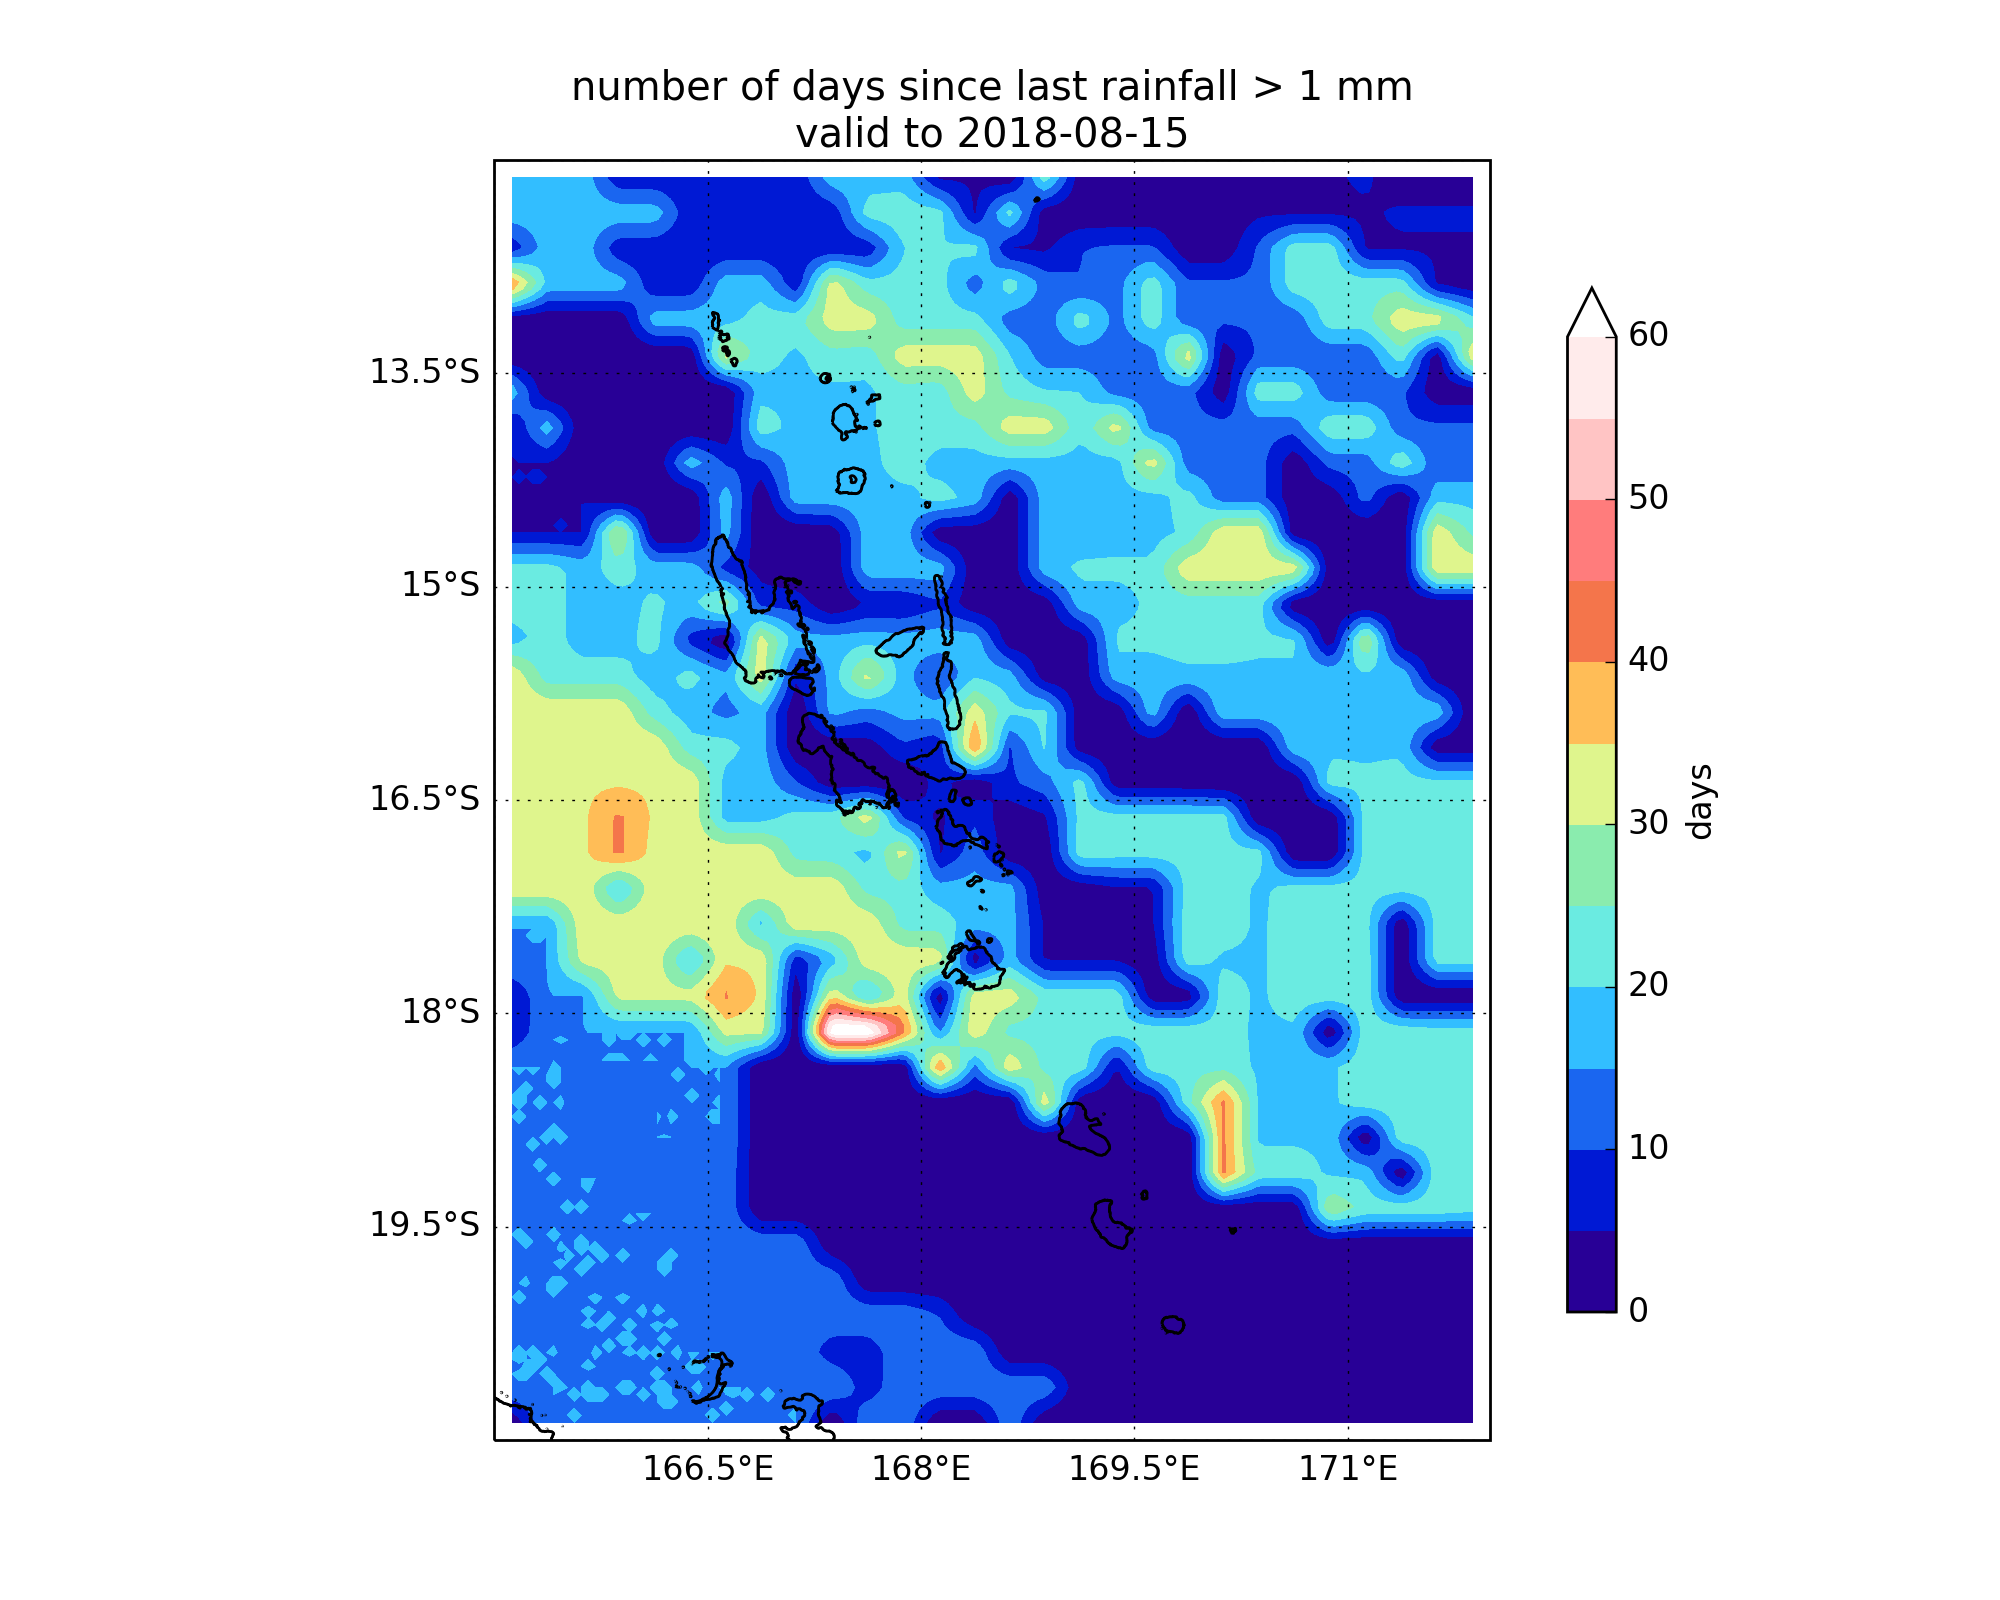 number of days since last rainfall > 1 mm
valid to 2018-08-15
60
50
13.5°S
15°S
40
16.5°S
30
days
20
18°S
10
19.5°S
0
166.5°E
168°E
169.5°E
171°E